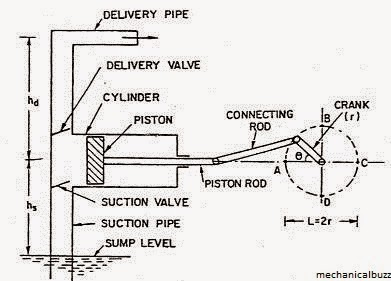 DELIVERY PIPE
DELIVERY VALVE
CYLINDER
PISTON
CONNECTING
ROD
CRANK
(r)
B
hd
θ
A
C
PISTON ROD
D
hs
SUCTION VALVE
SUCTION PIPE
L=2r
SUMP LEVEL
mechanicalbuzz